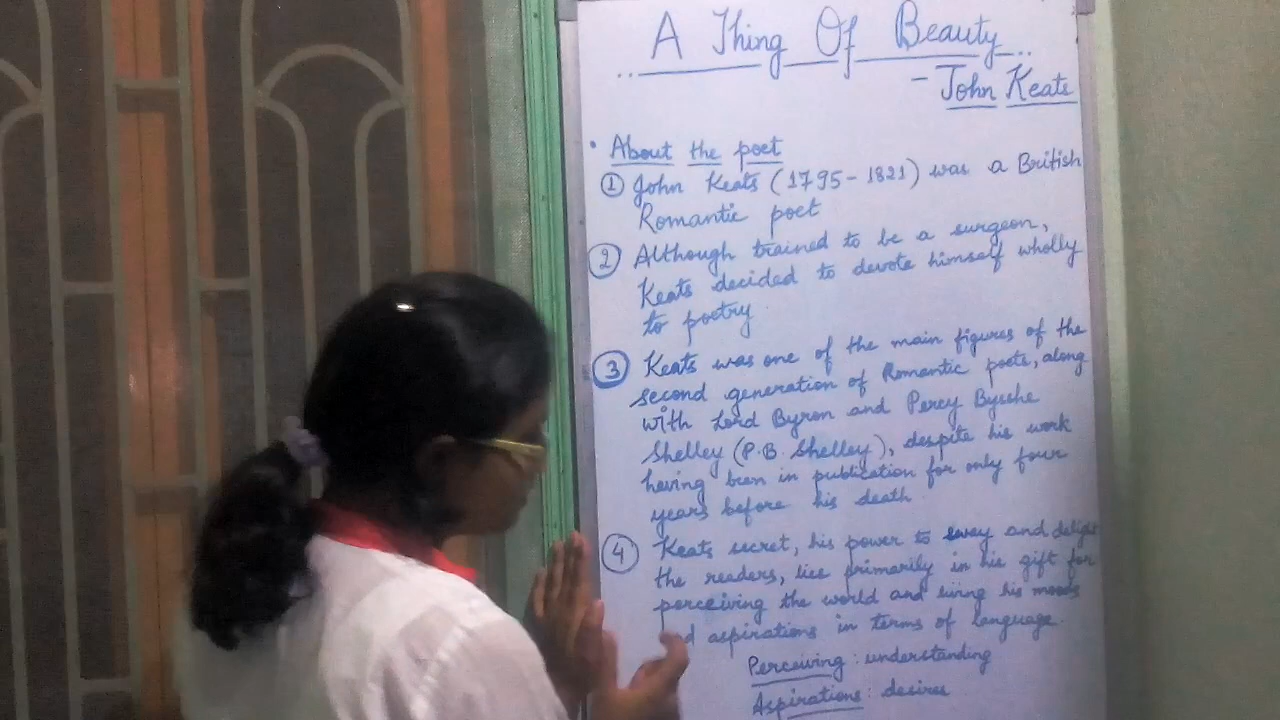 A Thing Of Beauty
- John Keats
• About the poet
① John Keats (1795-1821) was a British
Romantic poet
② Although trained to be a surgeon,
Keats decided to devote himself wholly
to poetry
③ Keats was one of the main figures of the
second generation of Romantic poets, along
with Lord Byron and Percy Bysshe
Shelley (P.B. Shelley), despite his work
having been in publication for only four
years before his death.
④ Keats secret, his power to sway and delight
the readers, lies primarily in his gift for
perceiving the world and living his moods
aspirations in terms of language.
Perceiving: understanding
Aspirations: desires